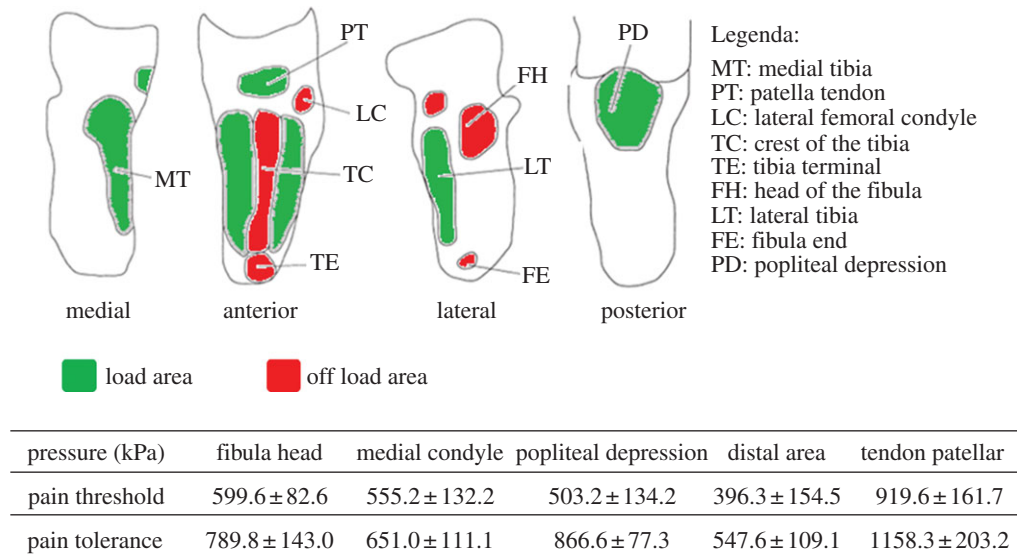 PT
LC
TC
TE
MT
FH
LT
FE
PD
medial
anterior
lateral
posterior
Legenda:
MT: medial tibia
PT: patella tendon
LC: lateral femoral condyle
TC: crest of the tibia
TE: tibia terminal
FH: head of the fibula
LT: lateral tibia
FE: fibula end
PD: popliteal depression
load area
off load area
pressure (kPa) fibula head medial condyle popliteal depression distal area tendon patellar
pain threshold 599.6 ± 82.6 555.2 ± 132.2 503.2 ± 134.2 396.3 ± 154.5 919.6 ± 161.7
pain tolerance 789.8 ± 143.0 651.0 ± 111.1 866.6 ± 77.3 547.6 ± 109.1 1158.3 ± 203.2